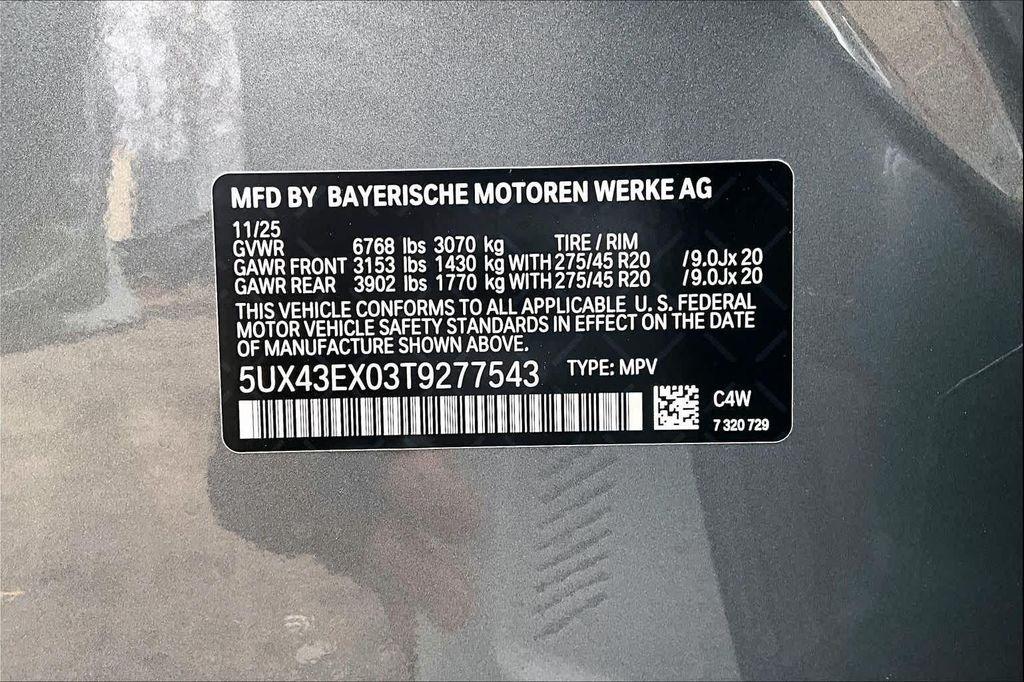 MFD BY BAYERISCHE MOTOREN WERKE AG
11/25
GVWR 6768 lbs 3070 kg TIRE / RIM
GAWR FRONT 3153 lbs 1430 kg WITH 275/45 R20 /9.0Jx 20
GAWR REAR 3902 lbs 1770 kg WITH 275/45 R20 /9.0Jx 20
THIS VEHICLE CONFORMS TO ALL APPLICABLE U. S. FEDERAL
MOTOR VEHICLE SAFETY STANDARDS IN EFFECT ON THE DATE
OF MANUFACTURE SHOWN ABOVE.
5UX43EX03T9277543 TYPE: MPV
C4W
7 320 729